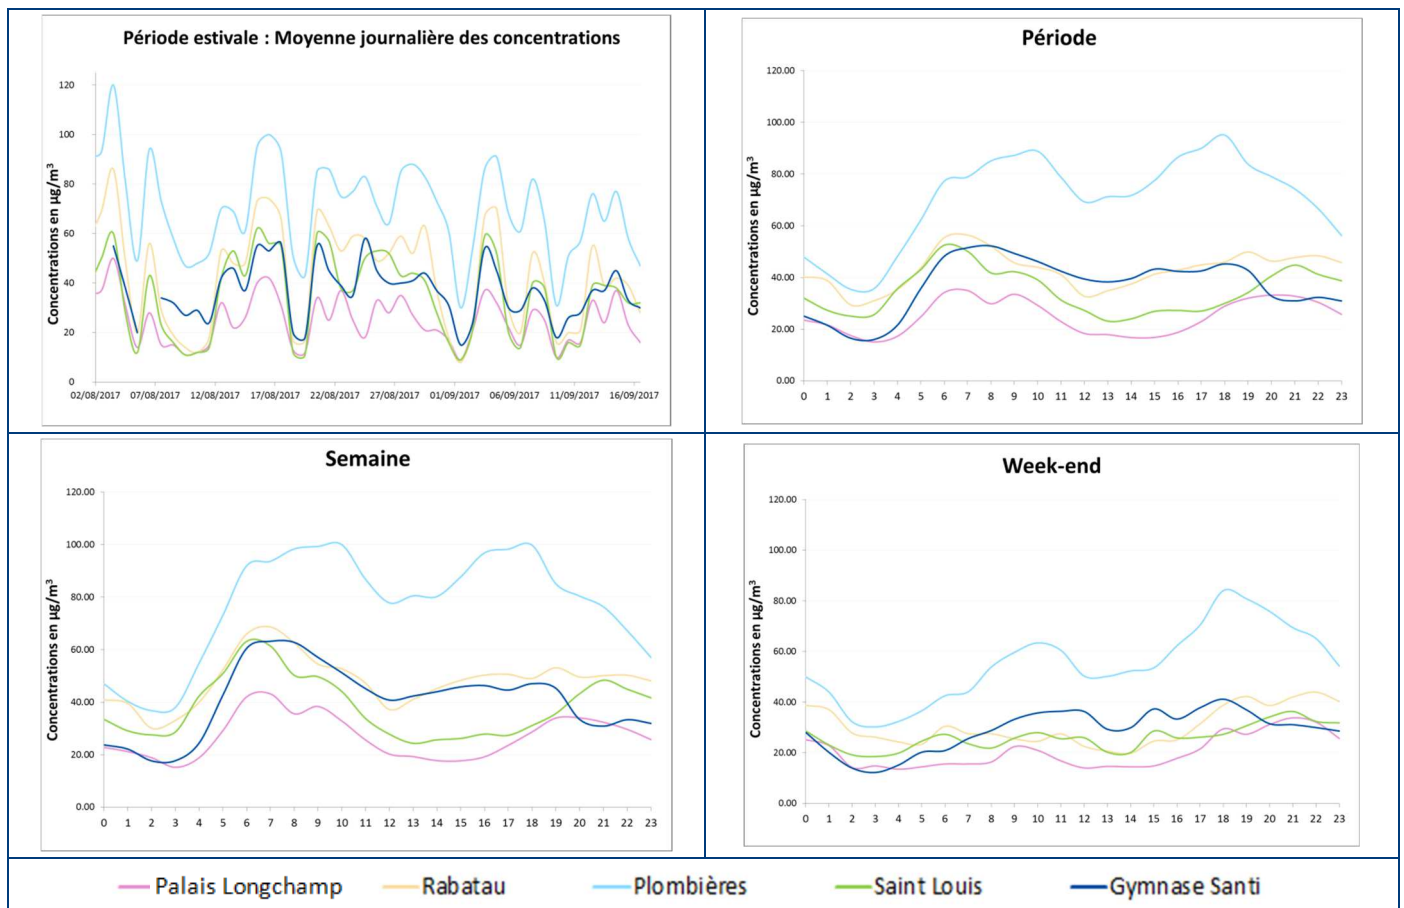 Période estivale : Moyenne journalière des concentrations
Concentrations en µg/m³
120
100
80
60
40
20
0
02/08/2017 07/08/2017 12/08/2017 17/08/2017 22/08/2017 27/08/2017 01/09/2017 06/09/2017 11/09/2017 16/09/2017
Période
Concentrations en µg/m³
120.00
100.00
80.00
60.00
40.00
20.00
0.00
0 1 2 3 4 5 6 7 8 9 10 11 12 13 14 15 16 17 18 19 20 21 22 23
Semaine
Concentrations en µg/m³
120.00
100.00
80.00
60.00
40.00
20.00
0.00
0 1 2 3 4 5 6 7 8 9 10 11 12 13 14 15 16 17 18 19 20 21 22 23
Week-end
Concentrations en µg/m³
120.00
100.00
80.00
60.00
40.00
20.00
0.00
0 1 2 3 4 5 6 7 8 9 10 11 12 13 14 15 16 17 18 19 20 21 22 23
Palais Longchamp Rabatau Plombières Saint Louis Gymnase Santi